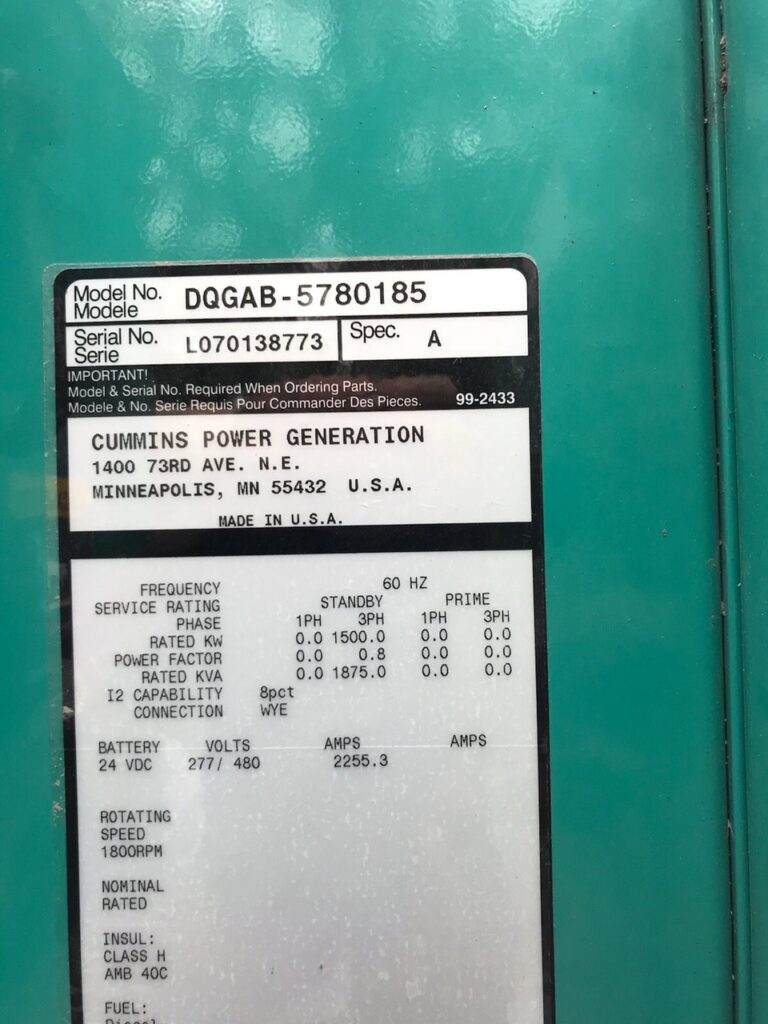 Model No. DQGAB-5780185
Modele
Serial No. L070138773 Spec. A
Serie
IMPORTANT!
Model & Serial No. Required When Ordering Parts.
Modele & No. Serie Requis Pour Commander Des Pieces. 99-2433
CUMMINS POWER GENERATION
1400 73RD AVE. N.E.
MINNEAPOLIS, MN 55432 U.S.A.
MADE IN U.S.A.
FREQUENCY 60 HZ
SERVICE RATING STANDBY PRIME
PHASE 1PH 3PH 1PH 3PH
RATED KW 0.0 1500.0 0.0 0.0
POWER FACTOR 0.0 0.8 0.0 0.0
RATED KVA 0.0 1875.0 0.0 0.0
I2 CAPABILITY 8pct
CONNECTION WYE
BATTERY VOLTS AMPS AMPS
24 VDC 277/ 480 2255.3
ROTATING
SPEED
1800RPM
NOMINAL
RATED
INSUL:
CLASS H
AMB 40C
FUEL:
Diesel